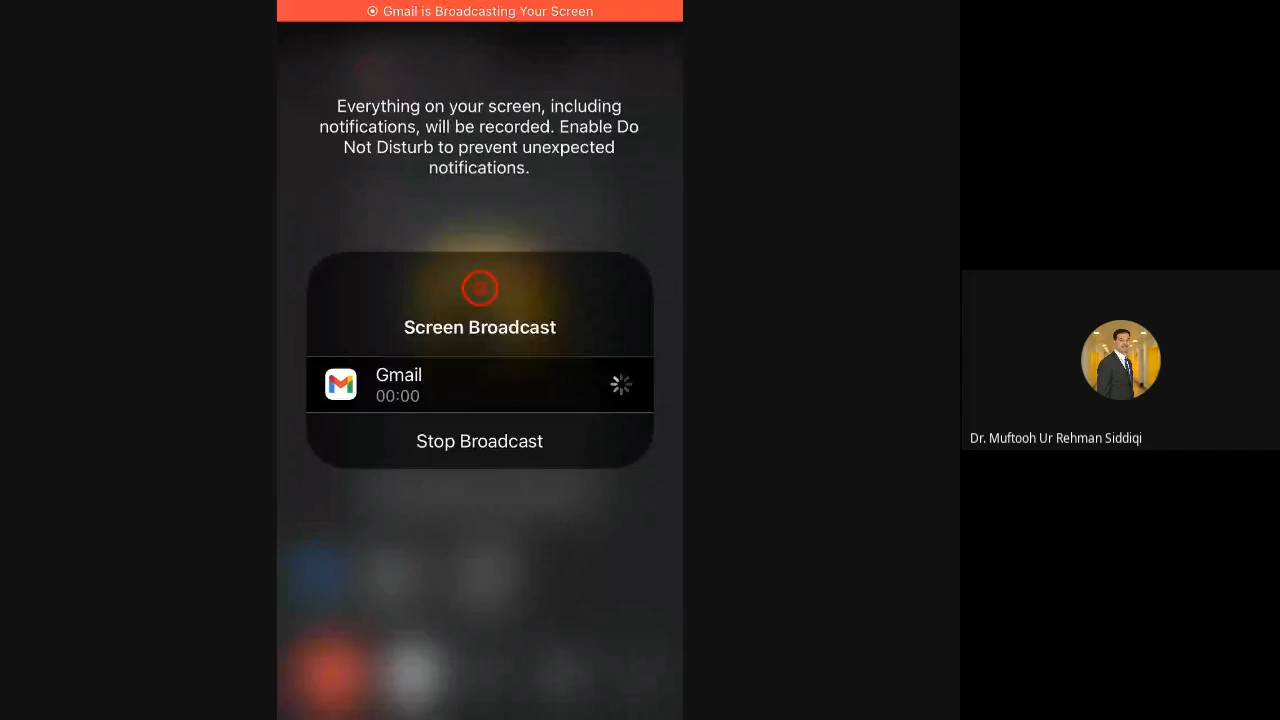 Gmail is Broadcasting Your Screen
Everything on your screen, including
notifications, will be recorded. Enable Do
Not Disturb to prevent unexpected
notifications.
Screen Broadcast
Gmail
00:00
Stop Broadcast
Dr. Muftooh Ur Rehman Siddiqi